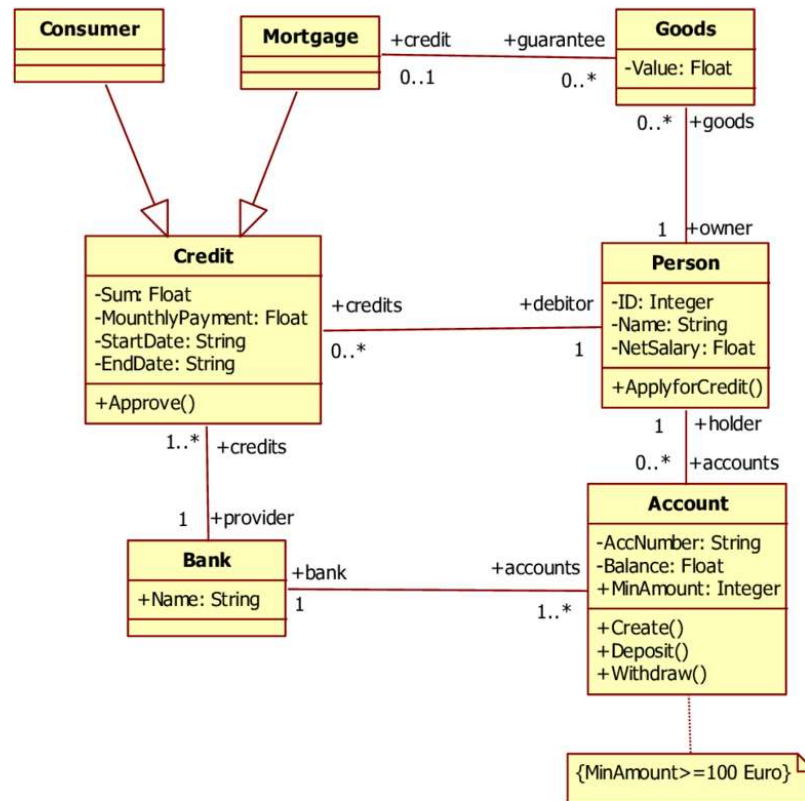 Consumer
Mortgage
+credit
+guarantee
0..1
0..*
Goods
-Value: Float
0..*
+goods
1
+owner
Credit
-Sum: Float
-MounthlyPayment: Float
-StartDate: String
-EndDate: String
+Approve()
+credits
+debitor
0..*
1
Person
-ID: Integer
-Name: String
-NetSalary: Float
+ApplyforCredit()
1..*
+credits
1
+holder
0..*
+accounts
1
+provider
Bank
+Name: String
+bank
+accounts
1
1..*
Account
-AccNumber: String
-Balance: Float
+MinAmount: Integer
+Create()
+Deposit()
+Withdraw()
{MinAmount>=100 Euro}